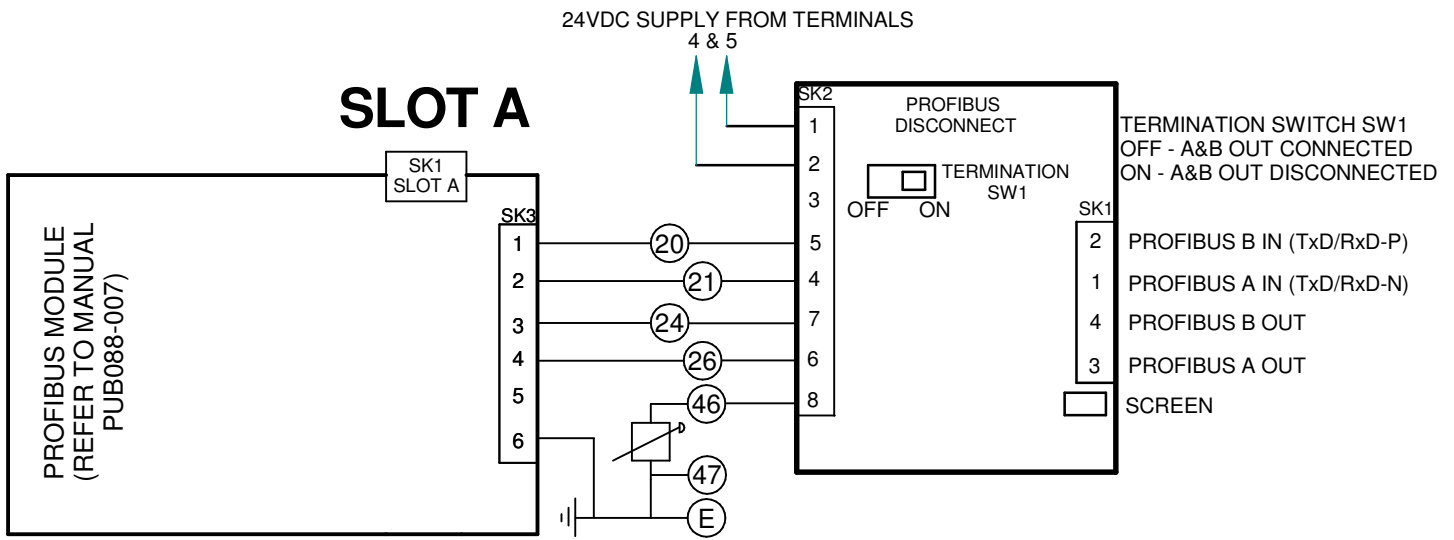 24VDC SUPPLY FROM TERMINALS
4 & 5
SLOT A
SK1
SLOT A
PROFIBUS MODULE
(REFER TO MANUAL
PUB088-007)
SK3
1
2
3
4
5
6
20
21
24
26
46
47
E
SK2
1
2
3
5
4
7
6
8
PROFIBUS
DISCONNECT
TERMINATION
SW1
OFF ON
TERMINATION SWITCH SW1
OFF - A&B OUT CONNECTED
ON - A&B OUT DISCONNECTED
SK1
2 PROFIBUS B IN (TxD/RxD-P)
1 PROFIBUS A IN (TxD/RxD-N)
4 PROFIBUS B OUT
3 PROFIBUS A OUT
SCREEN